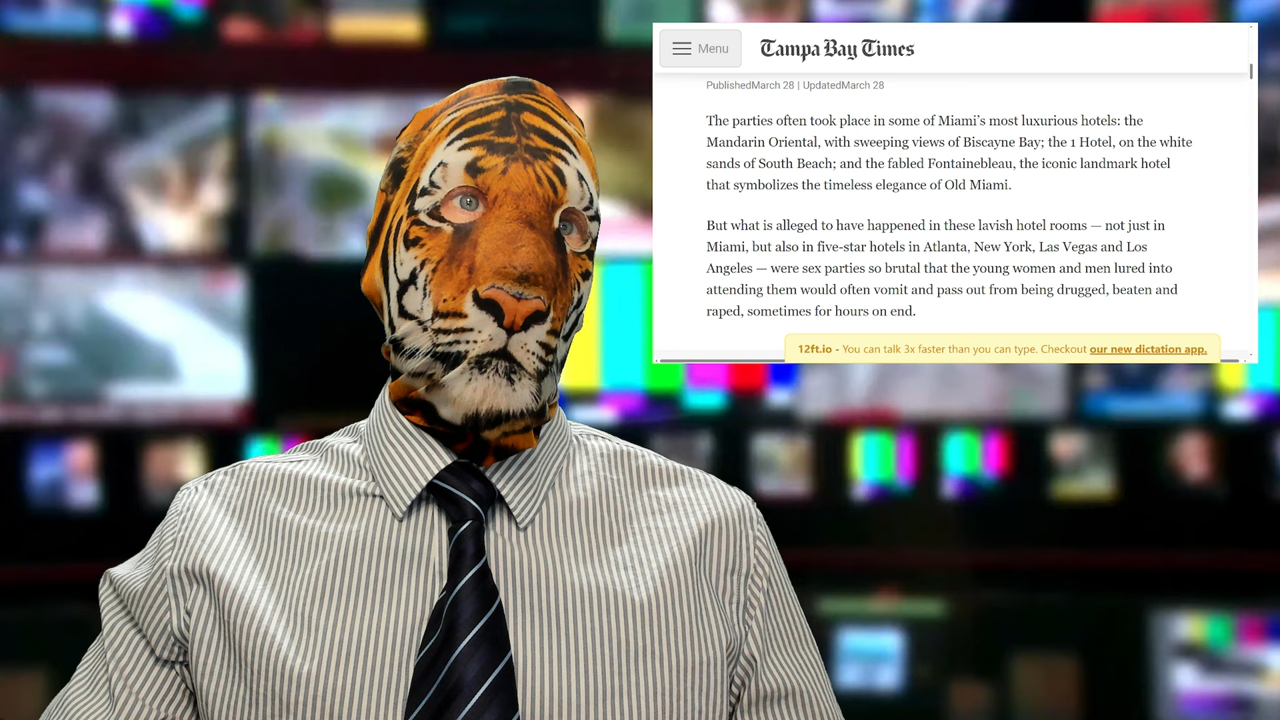 Menu
Tampa Bay Times
PublishedMarch 28 | UpdatedMarch 28
The parties often took place in some of Miami's most luxurious hotels: the
Mandarin Oriental, with sweeping views of Biscayne Bay; the 1 Hotel, on the white
sands of South Beach; and the fabled Fontainebleau, the iconic landmark hotel
that symbolizes the timeless elegance of Old Miami.
But what is alleged to have happened in these lavish hotel rooms — not just in
Miami, but also in five-star hotels in Atlanta, New York, Las Vegas and Los
Angeles — were sex parties so brutal that the young women and men lured into
attending them would often vomit and pass out from being drugged, beaten and
raped, sometimes for hours on end.
12ft.io - You can talk 3x faster than you can type. Checkout our new dictation app.